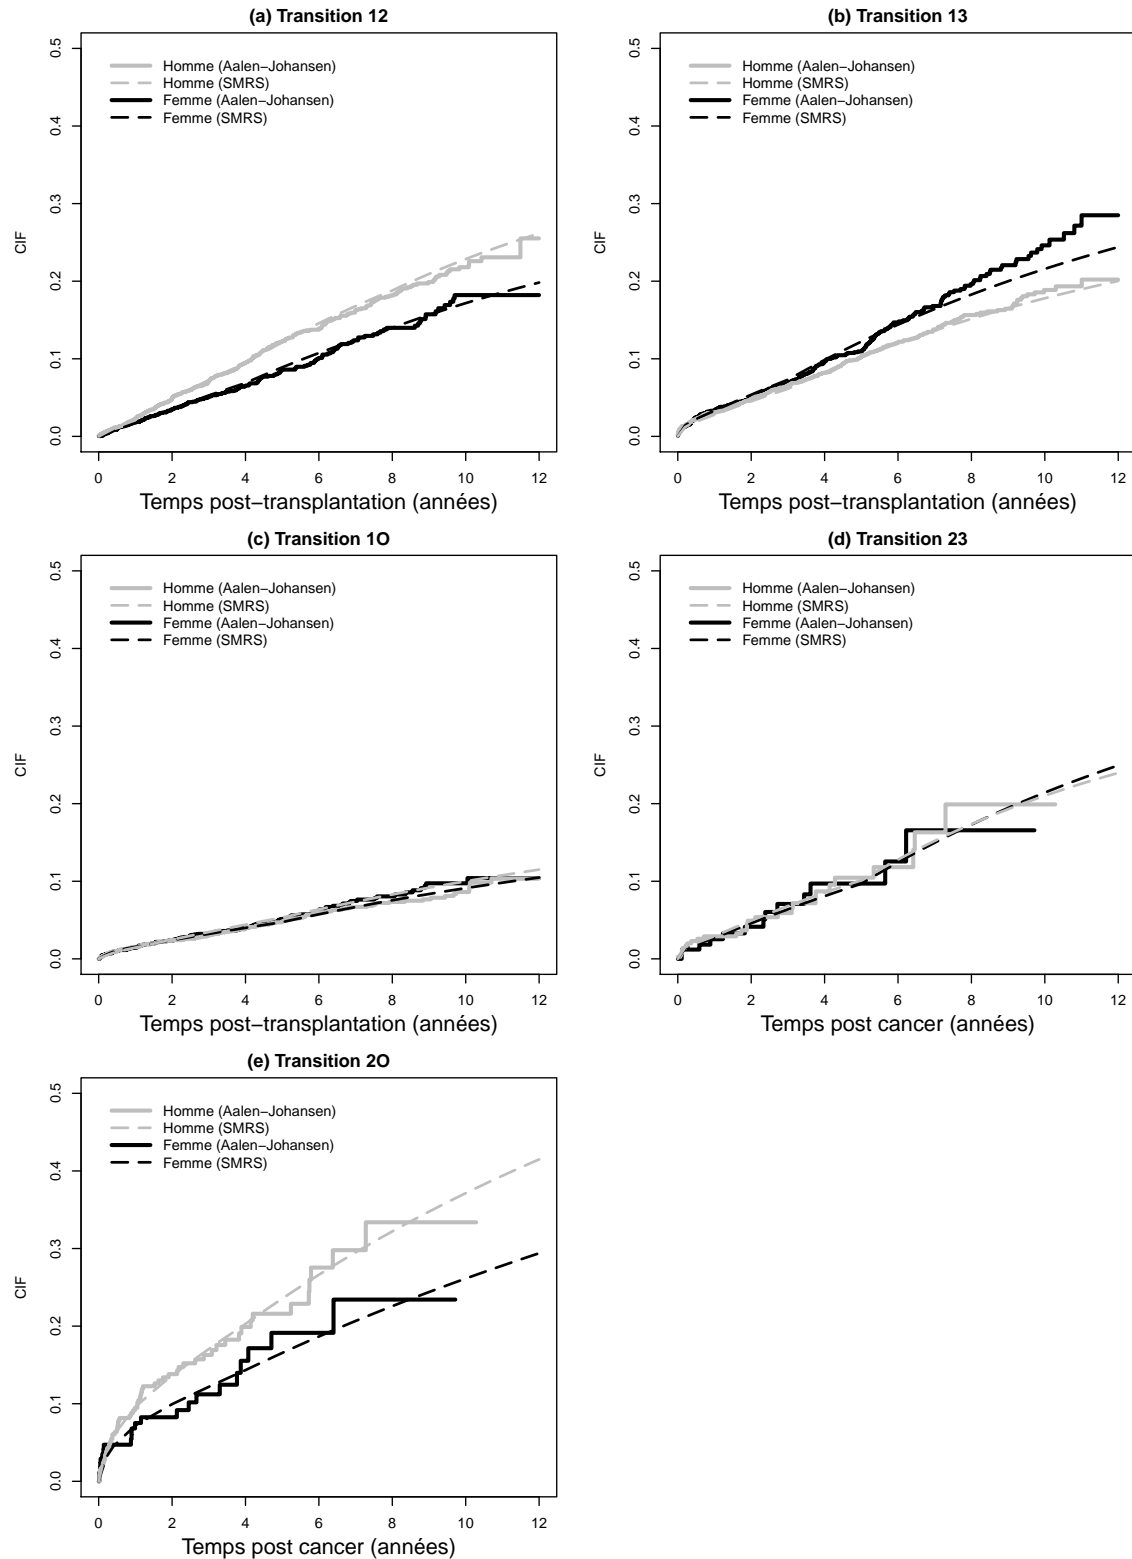 (a) Transition 12
CIF
0.0 0.1 0.2 0.3 0.4 0.5
Homme (Aalen−Johansen)
Homme (SMRS)
Femme (Aalen−Johansen)
Femme (SMRS)
0 2 4 6 8 10 12
Temps post−transplantation (années)
(b) Transition 13
CIF
0.0 0.1 0.2 0.3 0.4 0.5
Homme (Aalen−Johansen)
Homme (SMRS)
Femme (Aalen−Johansen)
Femme (SMRS)
0 2 4 6 8 10 12
Temps post−transplantation (années)
(c) Transition 1O
CIF
0.0 0.1 0.2 0.3 0.4 0.5
Homme (Aalen−Johansen)
Homme (SMRS)
Femme (Aalen−Johansen)
Femme (SMRS)
0 2 4 6 8 10 12
Temps post−transplantation (années)
(d) Transition 23
CIF
0.0 0.1 0.2 0.3 0.4 0.5
Homme (Aalen−Johansen)
Homme (SMRS)
Femme (Aalen−Johansen)
Femme (SMRS)
0 2 4 6 8 10 12
Temps post cancer (années)
(e) Transition 2O
CIF
0.0 0.1 0.2 0.3 0.4 0.5
Homme (Aalen−Johansen)
Homme (SMRS)
Femme (Aalen−Johansen)
Femme (SMRS)
0 2 4 6 8 10 12
Temps post cancer (années)